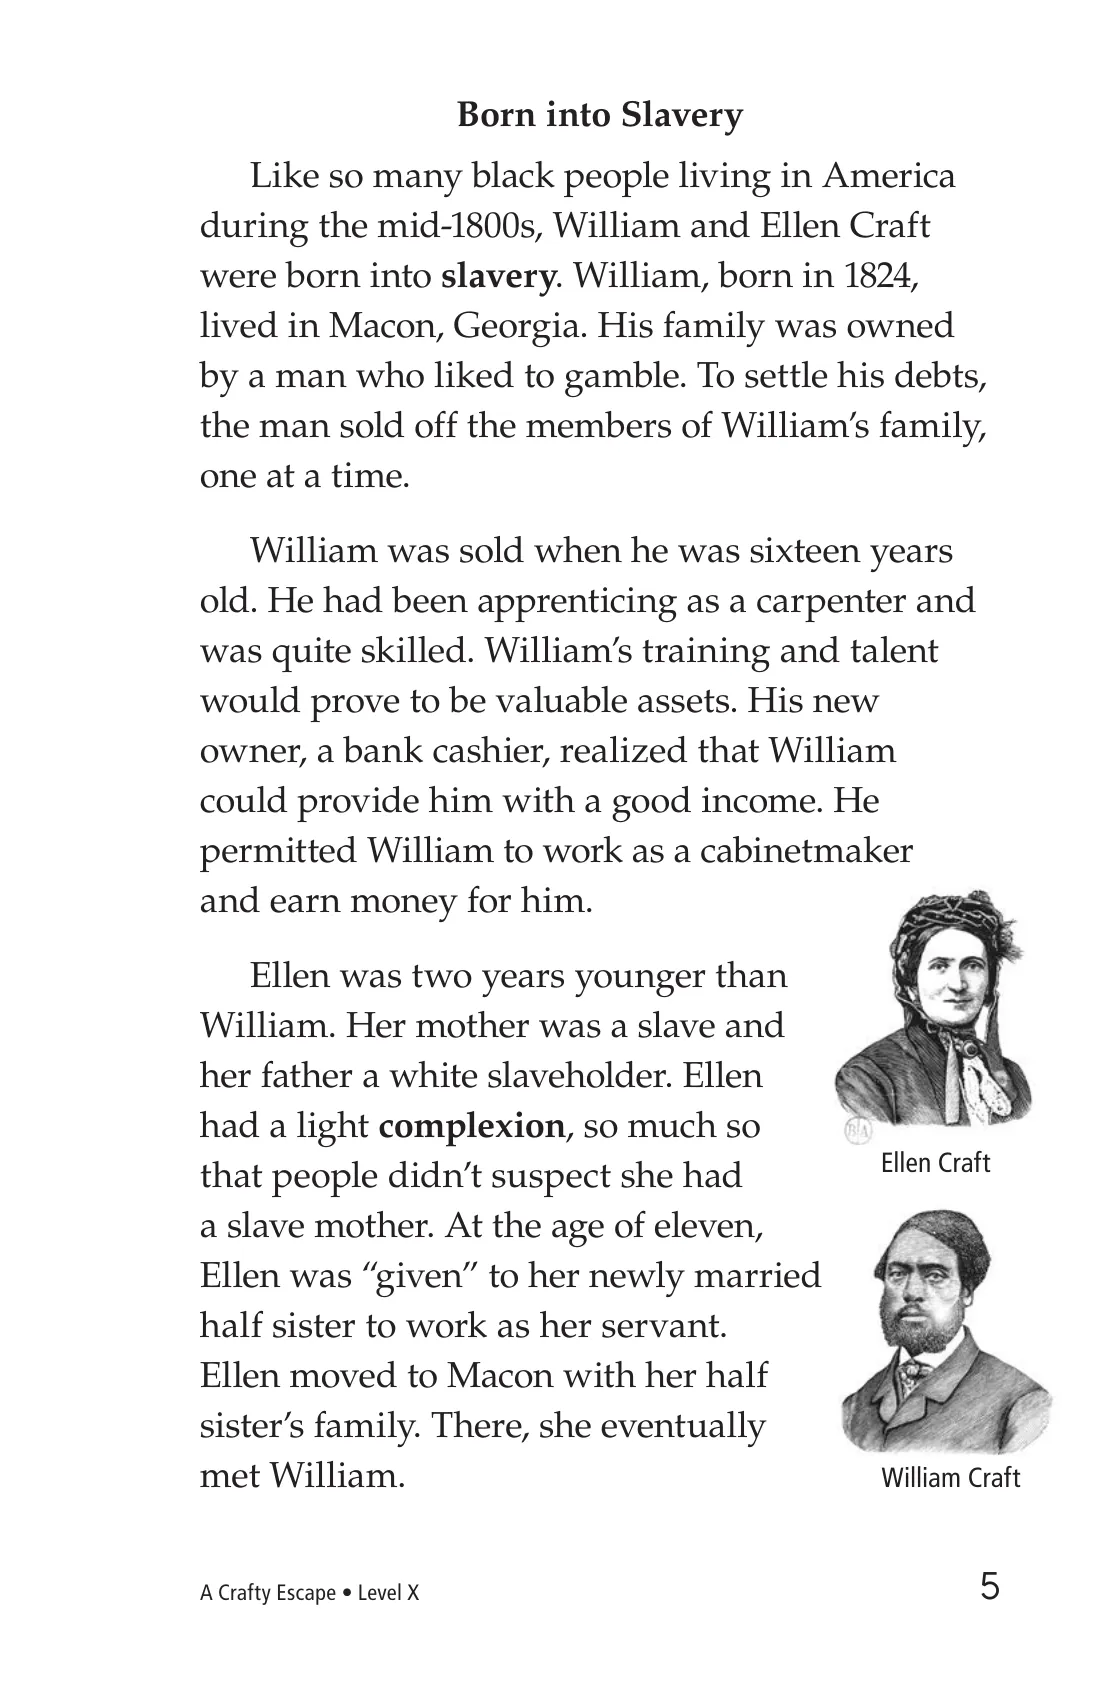 Born into Slavery
Like so many black people living in America
during the mid-1800s, William and Ellen Craft
were born into slavery. William, born in 1824,
lived in Macon, Georgia. His family was owned
by a man who liked to gamble. To settle his debts,
the man sold off the members of William’s family,
one at a time.
William was sold when he was sixteen years
old. He had been apprenticing as a carpenter and
was quite skilled. William’s training and talent
would prove to be valuable assets. His new
owner, a bank cashier, realized that William
could provide him with a good income. He
permitted William to work as a cabinetmaker
and earn money for him.
Ellen was two years younger than
William. Her mother was a slave and
her father a white slaveholder. Ellen
had a light complexion, so much so
that people didn’t suspect she had
a slave mother. At the age of eleven,
Ellen was “given” to her newly married
half sister to work as her servant.
Ellen moved to Macon with her half
sister’s family. There, she eventually
met William.
Ellen Craft
William Craft
A Crafty Escape • Level X
5